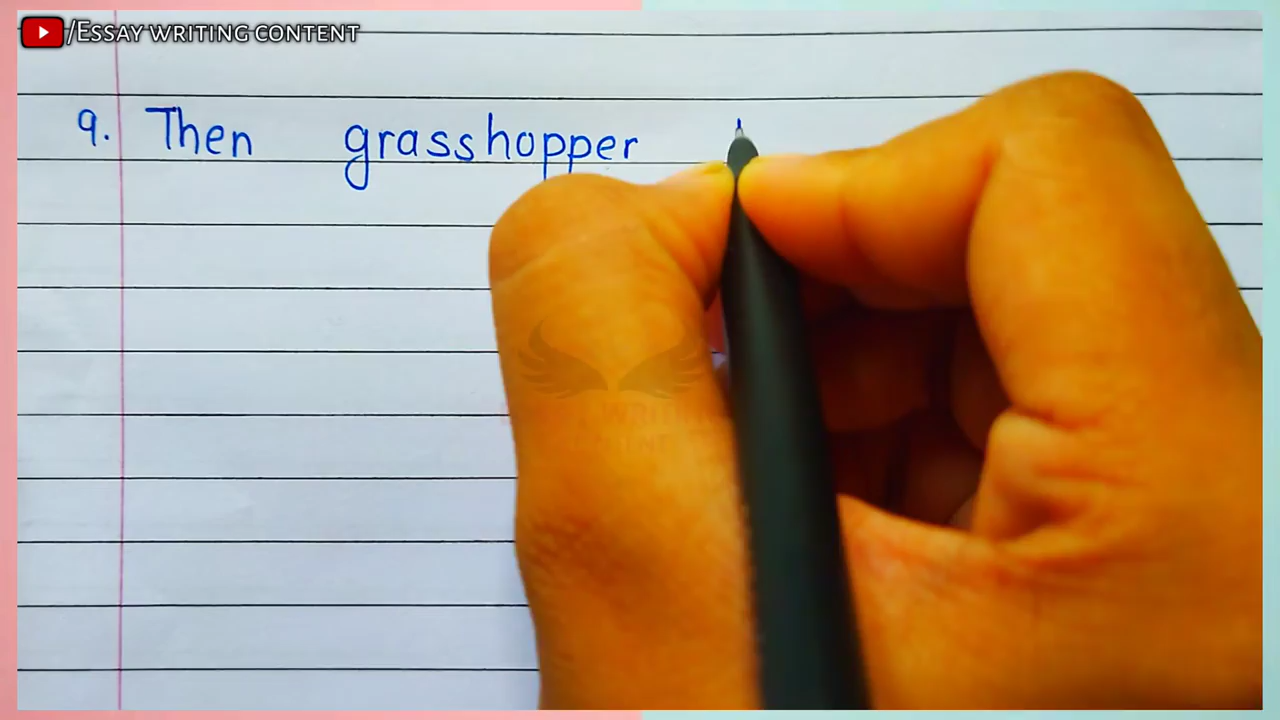 /Essay writing content
9. Then grasshopper